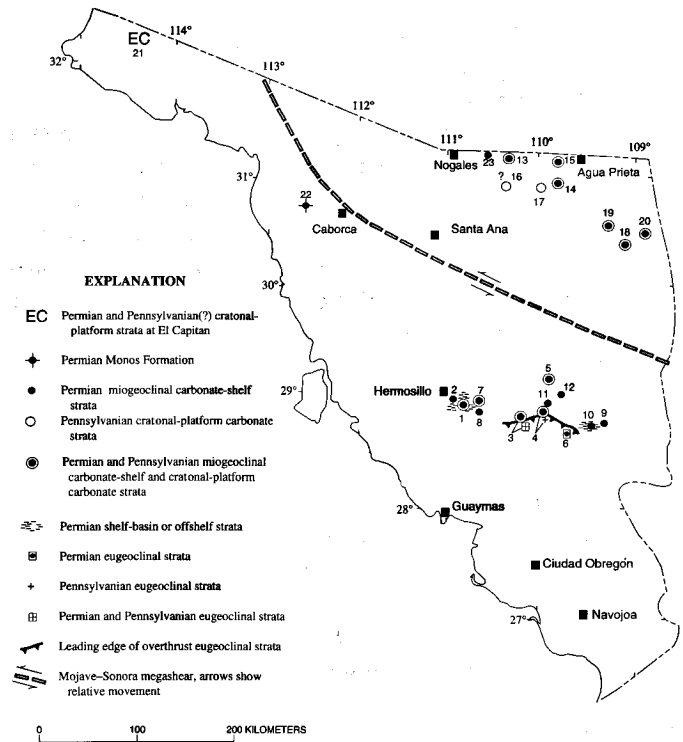 EC
21
114°
32°
113°
112°
111°
110°
109°
Nogales
23
13
15
Agua Prieta
? 16
17
14
31°
22
Caborca
Santa Ana
19
18
20
30°
EXPLANATION
EC Permian and Pennsylvanian(?) cratonal-
platform strata at El Capitan
Permian Monos Formation
Permian miogeoclinal carbonate-shelf
strata
Pennsylvanian cratonal-platform carbonate
strata
Permian and Pennsylvanian miogeoclinal
carbonate-shelf and cratonal-platform
carbonate strata
Permian shelf-basin or offshelf strata
Permian eugeoclinal strata
Pennsylvanian eugeoclinal strata
Permian and Pennsylvanian eugeoclinal strata
Leading edge of overthrust eugeoclinal strata
Mojave–Sonora megashear, arrows show
relative movement
29°
Hermosillo
2
7
1
8
5
12
11
3
4
6
10
9
28°
Guaymas
Ciudad Obregón
27°
Navojoa
0 100 200 KILOMETERS